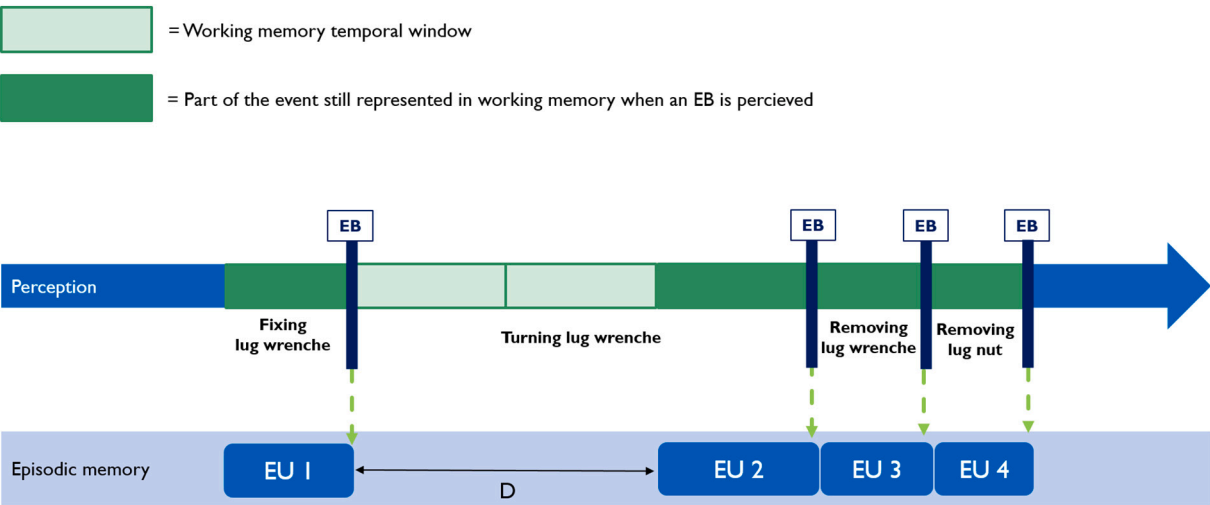 = Working memory temporal window
= Part of the event still represented in working memory when an EB is percieved
EB
EB
EB
EB
Perception
Fixing
lug wrenche
Turning lug wrenche
Removing
lug wrenche
Removing
lug nut
Episodic memory
EU 1
D
EU 2
EU 3
EU 4